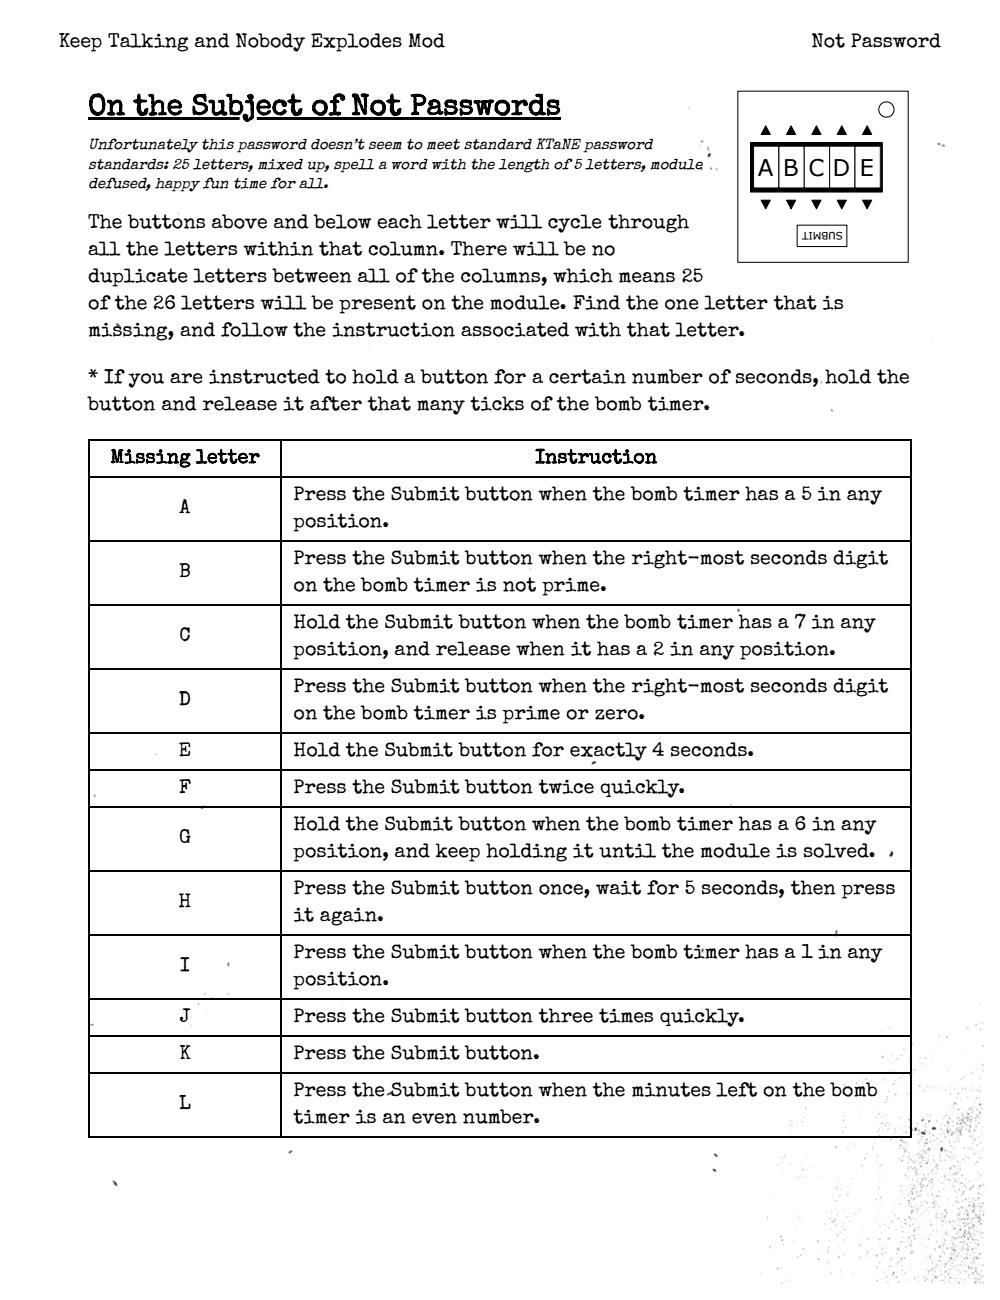 Keep Talking and Nobody Explodes Mod Not Password
On the Subject of Not Passwords
Unfortunately this password doesn't seem to meet standard KTaNE password
standards: 25 letters, mixed up, spell a word with the length of 5 letters, module
defused, happy fun time for all.
A B C D E
SUBMIT
The buttons above and below each letter will cycle through
all the letters within that column. There will be no
duplicate letters between all of the columns, which means 25
of the 26 letters will be present on the module. Find the one letter that is
missing, and follow the instruction associated with that letter.
* If you are instructed to hold a button for a certain number of seconds, hold the
button and release it after that many ticks of the bomb timer.
Missing letter Instruction
A Press the Submit button when the bomb timer has a 5 in any
position.
B Press the Submit button when the right-most seconds digit
on the bomb timer is not prime.
C Hold the Submit button when the bomb timer has a 7 in any
position, and release when it has a 2 in any position.
D Press the Submit button when the right-most seconds digit
on the bomb timer is prime or zero.
E Hold the Submit button for exactly 4 seconds.
F Press the Submit button twice quickly.
G Hold the Submit button when the bomb timer has a 6 in any
position, and keep holding it until the module is solved.
H Press the Submit button once, wait for 5 seconds, then press
it again.
I Press the Submit button when the bomb timer has a 1 in any
position.
J Press the Submit button three times quickly.
K Press the Submit button.
L Press the Submit button when the minutes left on the bomb
timer is an even number.